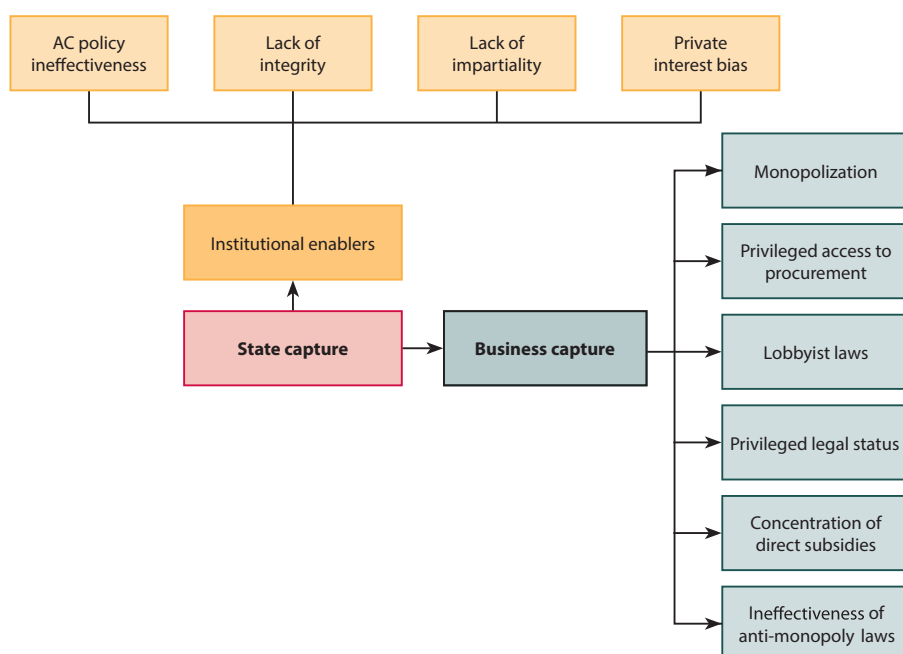 AC policy
ineffectiveness
Lack of
integrity
Lack of
impartiality
Private
interest bias
Monopolization
Institutional enablers
Privileged access to
procurement
State capture
Business capture
Lobbyist laws
Privileged legal status
Concentration of
direct subsidies
Ineffectiveness of
anti-monopoly laws